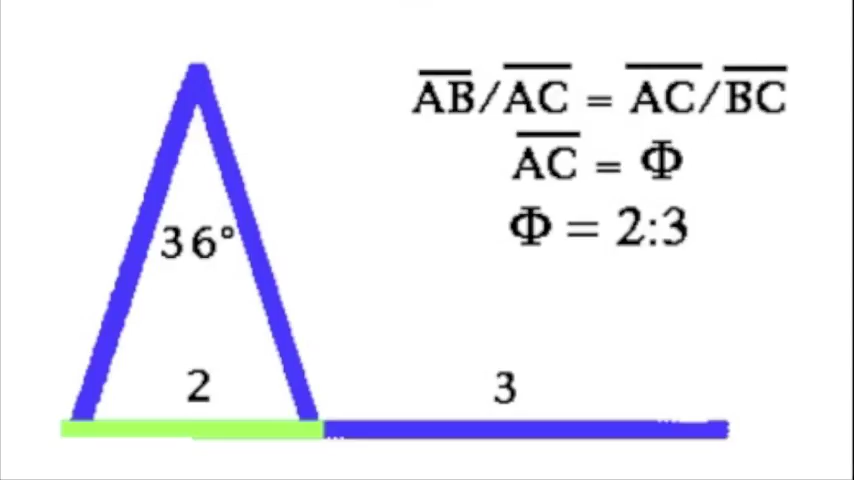 AB/AC = AC/BC
AC = Φ
Φ = 2:3
36°
2
3